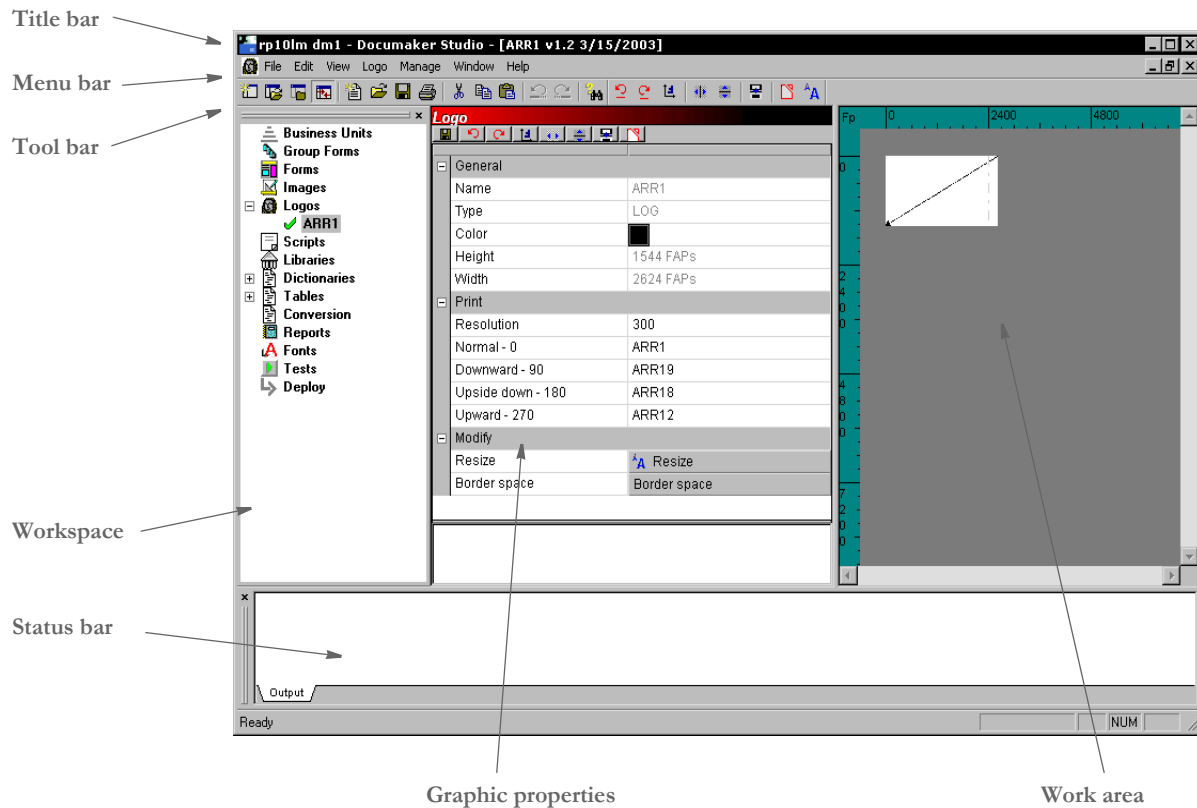 Title bar
Menu bar
Tool bar
Workspace
Status bar
Graphic properties
Work area
rp10lm dm1 - Documaker Studio - [ARR1 v1.2 3/15/2003]
File Edit View Logo Manage Window Help
Business Units
Group Forms
Forms
Images
Logos
ARR1
Scripts
Libraries
Dictionaries
Tables
Conversion
Reports
Fonts
Tests
Deploy
Logo
General
Name ARR1
Type LOG
Color
Height 1544 FAPs
Width 2624 FAPs
Print
Resolution 300
Normal - 0 ARR1
Downward - 90 ARR19
Upside down - 180 ARR18
Upward - 270 ARR12
Modify
Resize Resize
Border space Border space
Fp 0 2400 4800
0
2400
4800
7200
Output
Ready NUM